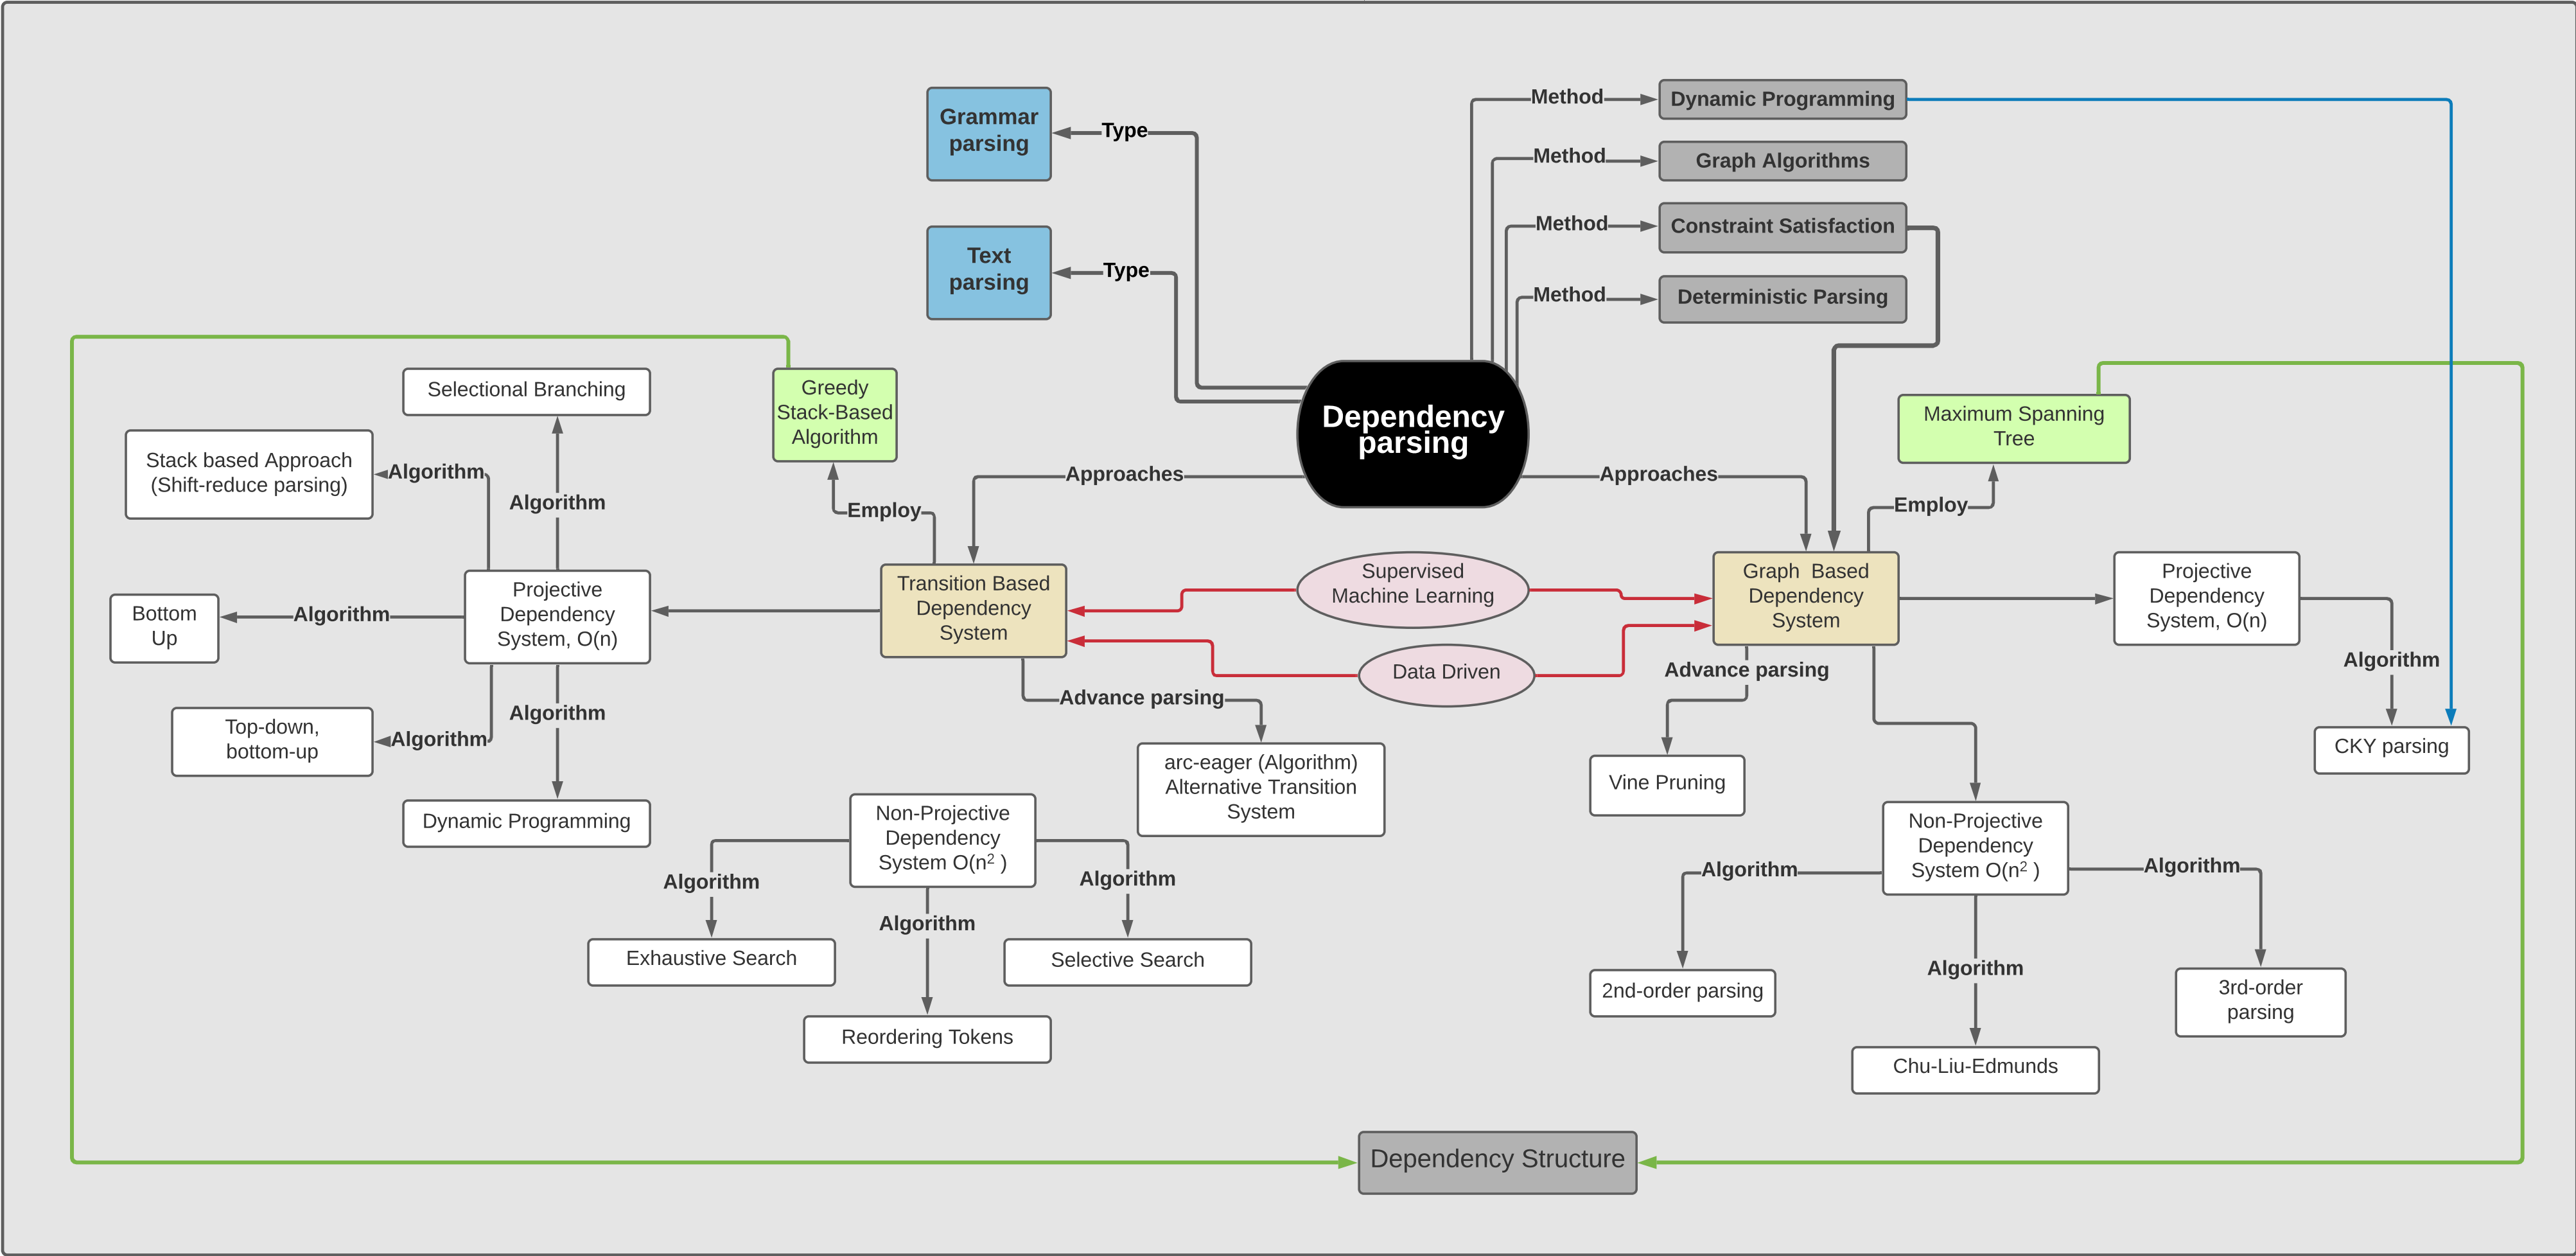 Method
Dynamic Programming
Grammar
parsing
Type
Method
Graph Algorithms
Method
Constraint Satisfaction
Text
parsing
Type
Method
Deterministic Parsing
Dependency
parsing
Selectional Branching
Greedy
Stack-Based
Algorithm
Maximum Spanning
Tree
Stack based Approach
(Shift-reduce parsing)
Algorithm
Algorithm
Approaches
Approaches
Employ
Employ
Projective
Dependency
System, O(n)
Transition Based
Dependency
System
Supervised
Machine Learning
Graph  Based
Dependency
System
Projective
Dependency
System, O(n)
Bottom
Up
Algorithm
Data Driven
Advance parsing
Algorithm
Advance parsing
Top-down,
bottom-up
Algorithm
Algorithm
CKY parsing
arc-eager (Algorithm)
Alternative Transition
System
Vine Pruning
Dynamic Programming
Non-Projective
Dependency
System O(n² )
Non-Projective
Dependency
System O(n² )
Algorithm
Algorithm
Algorithm
Algorithm
Algorithm
Exhaustive Search
Selective Search
Algorithm
2nd-order parsing
3rd-order
parsing
Reordering Tokens
Chu-Liu-Edmunds
Dependency Structure